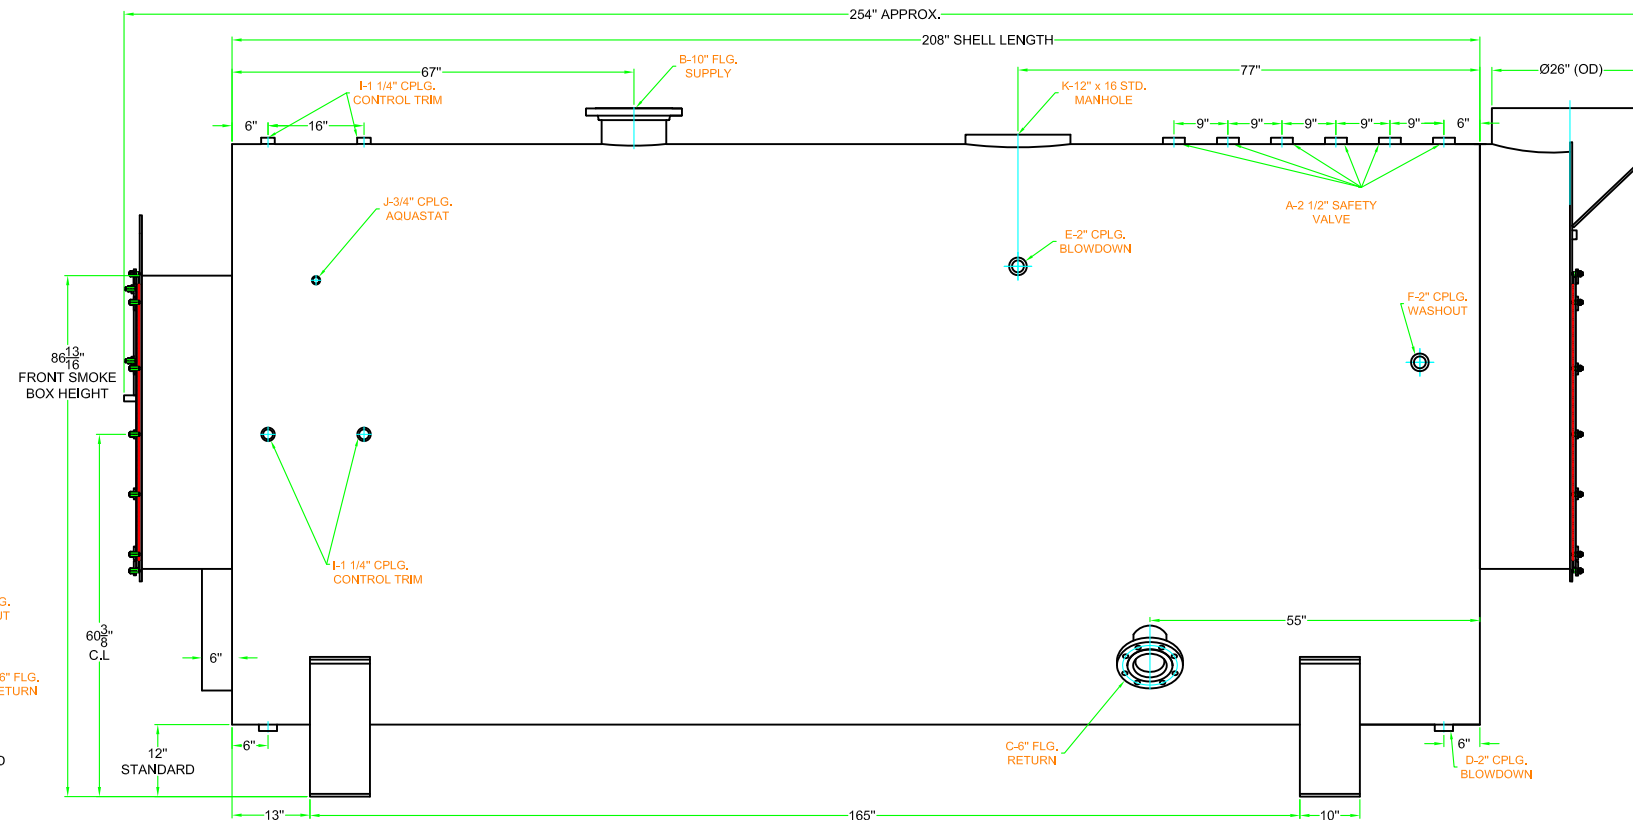 254" APPROX.
208" SHELL LENGTH
67"
B-10" FLG.
SUPPLY
77"
Ø26" (OD)
I-1 1/4" CPLG.
CONTROL TRIM
K-12" x 16 STD.
MANHOLE
6"
16"
9"
9"
9"
9"
9"
6"
J-3/4" CPLG.
AQUASTAT
A-2 1/2" SAFETY
VALVE
E-2" CPLG.
BLOWDOWN
F-2" CPLG.
WASHOUT
86 13/16"
FRONT SMOKE
BOX HEIGHT
I-1 1/4" CPLG.
CONTROL TRIM
G.
UT
60 3/8"
C.L
6"
55"
6" FLG.
ETURN
12"
STANDARD
6"
C-6" FLG.
RETURN
6"
D-2" CPLG.
BLOWDOWN
13"
165"
10"